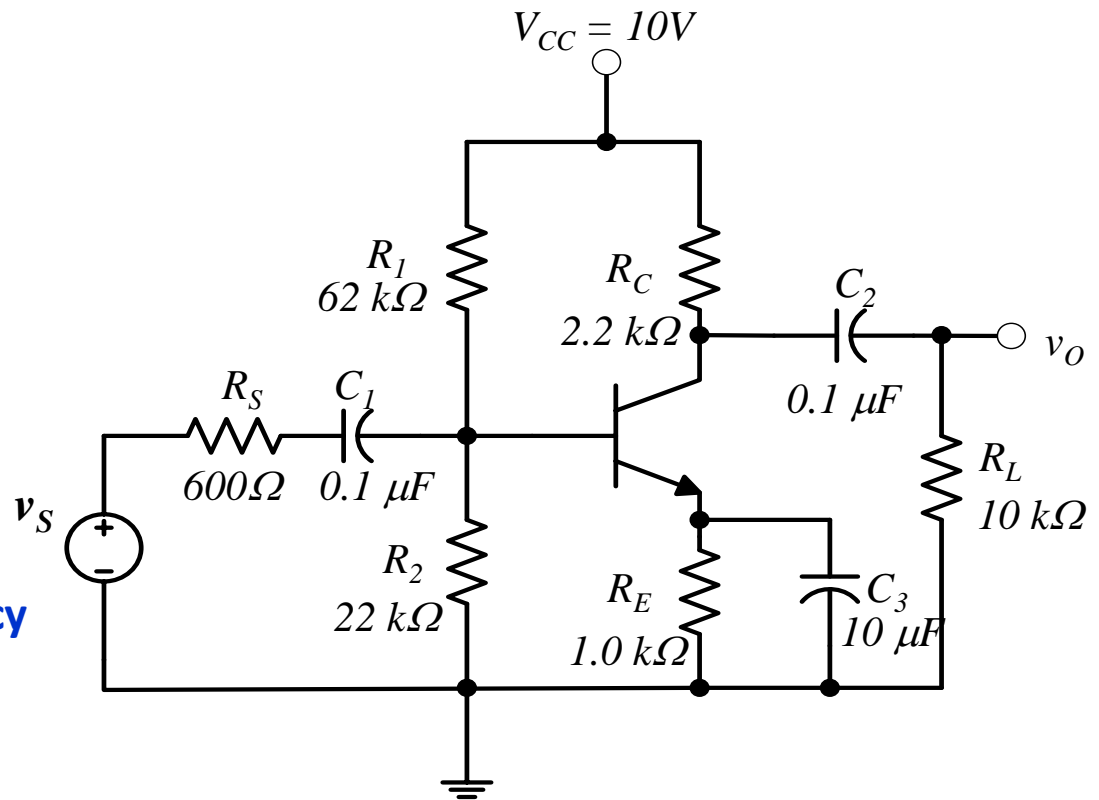 V_CC = 10V
R_1
62 kΩ
R_C
2.2 kΩ
C_2
0.1 μF
v_O
R_S
600Ω
C_1
0.1 μF
v_S
R_L
10 kΩ
R_2
22 kΩ
R_E
1.0 kΩ
C_3
10 μF
cy